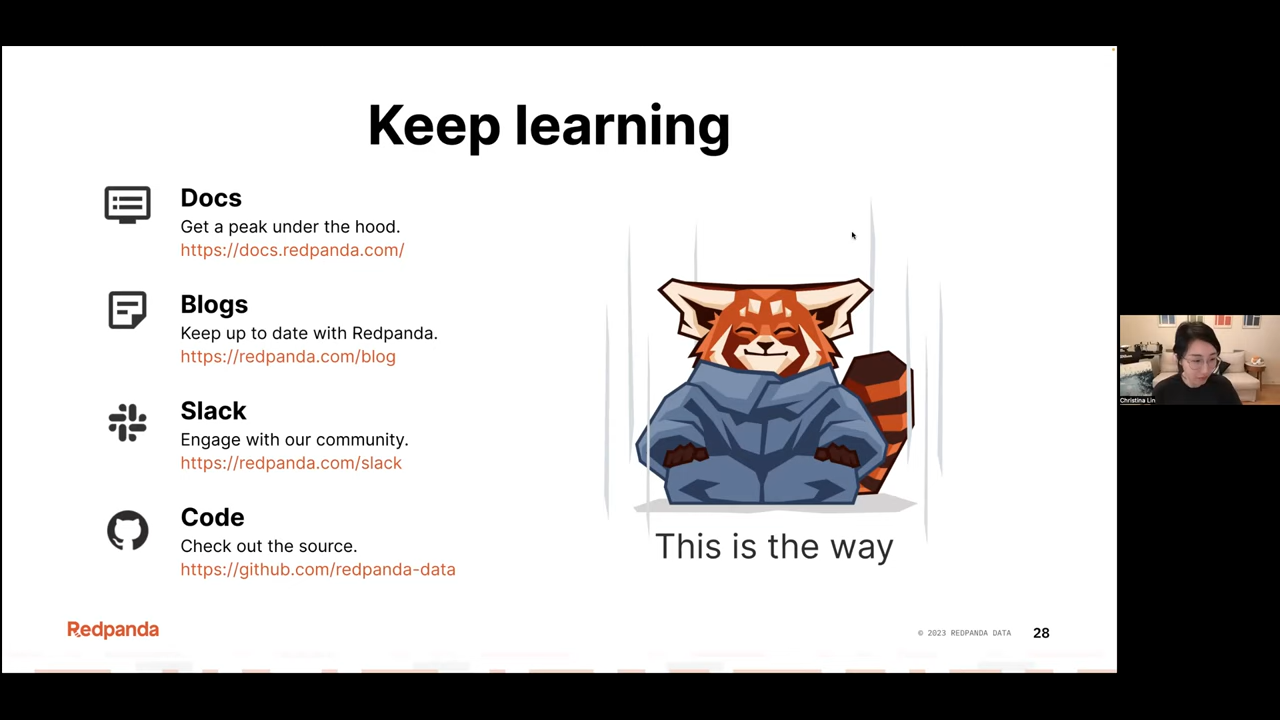 Keep learning
Docs
Get a peak under the hood.
https://docs.redpanda.com/
Blogs
Keep up to date with Redpanda.
https://redpanda.com/blog
Slack
Engage with our community.
https://redpanda.com/slack
Code
Check out the source.
https://github.com/redpanda-data
This is the way
Redpanda
© 2023 REDPANDA DATA
28
Christina Lin